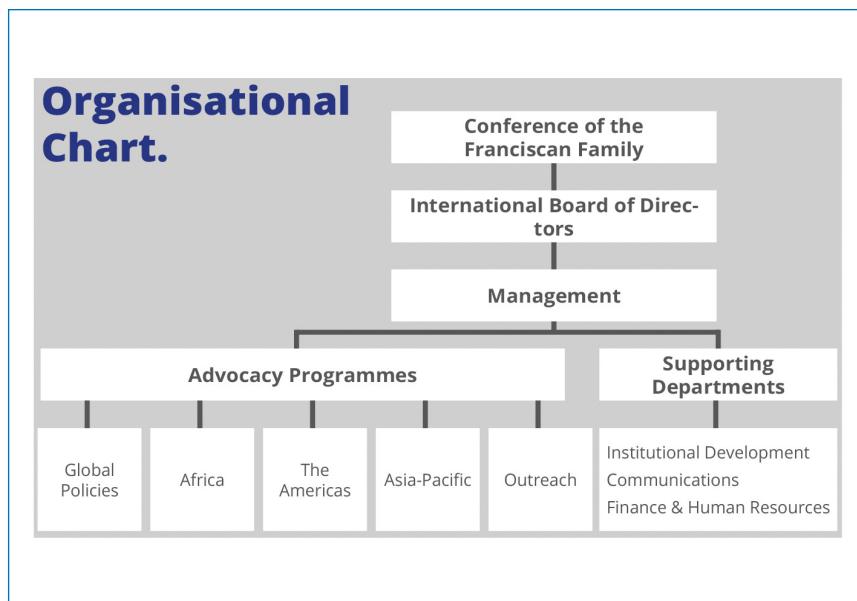 Organisational
Chart.
Conference of the
Franciscan Family
International Board of Direc-
tors
Management
Advocacy Programmes
Supporting
Departments
Global
Policies
Africa
The
Americas
Asia-Pacific
Outreach
Institutional Development
Communications
Finance & Human Resources